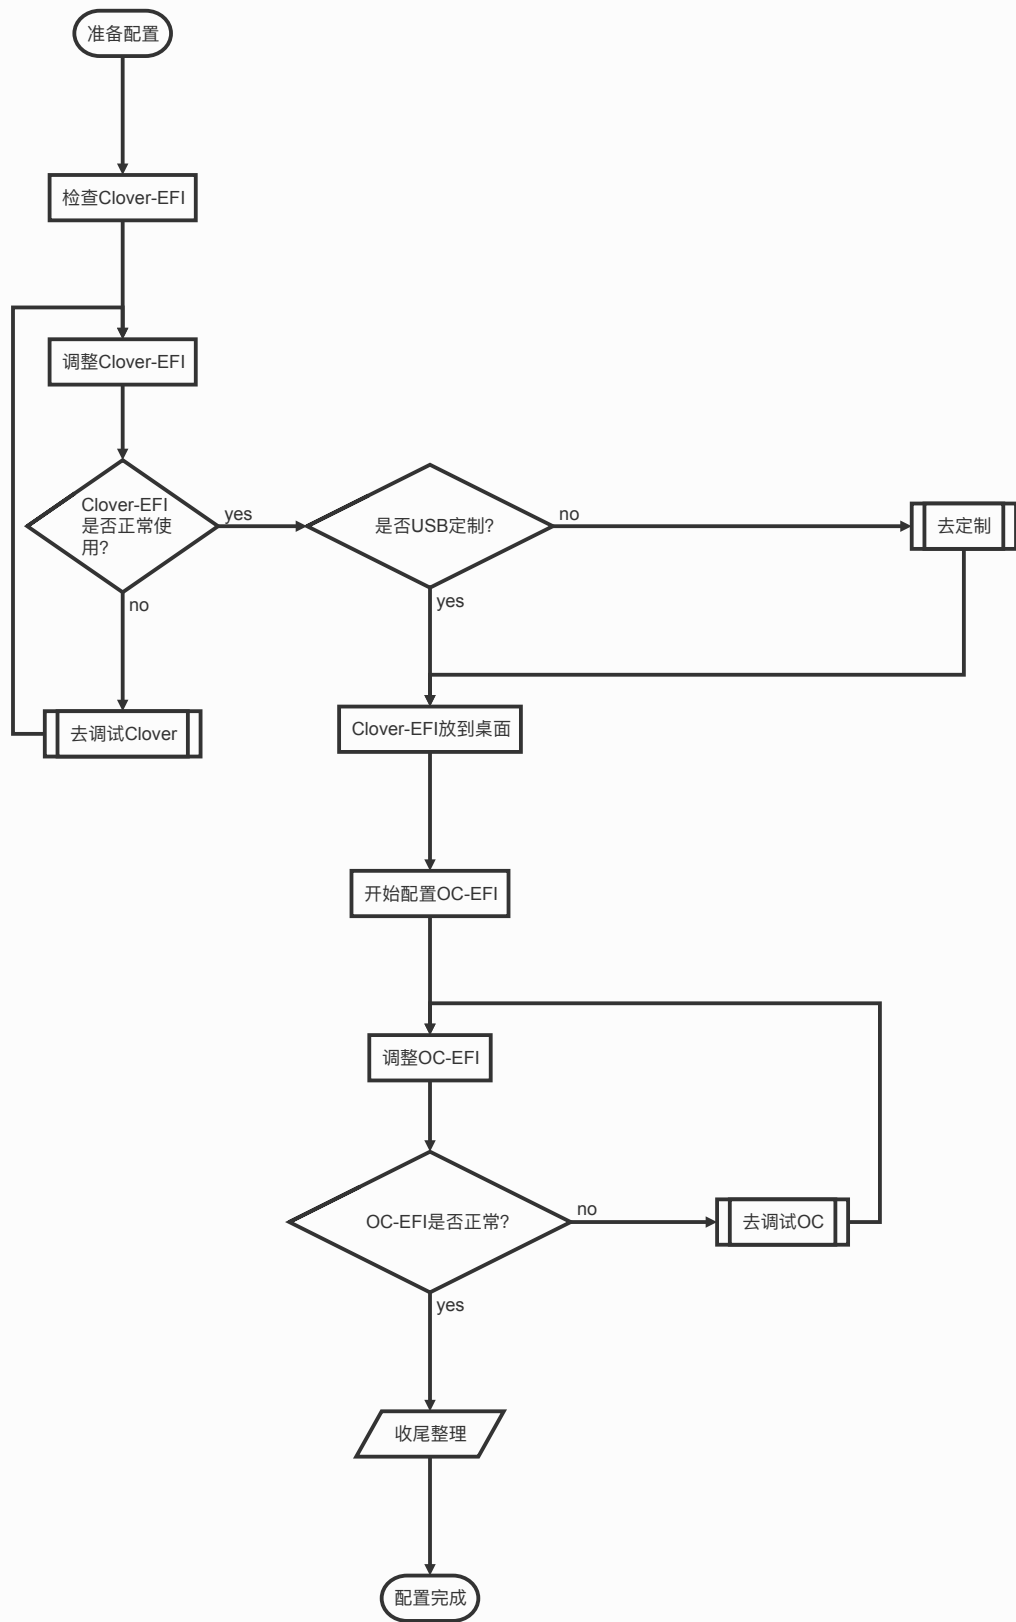 准备配置
检查Clover-EFI
调整Clover-EFI
Clover-EFI
是否正常使
用?
yes
是否USB定制?
no
去定制
no
yes
去调试Clover
Clover-EFI放到桌面
开始配置OC-EFI
调整OC-EFI
OC-EFI是否正常?
no
去调试OC
yes
收尾整理
配置完成